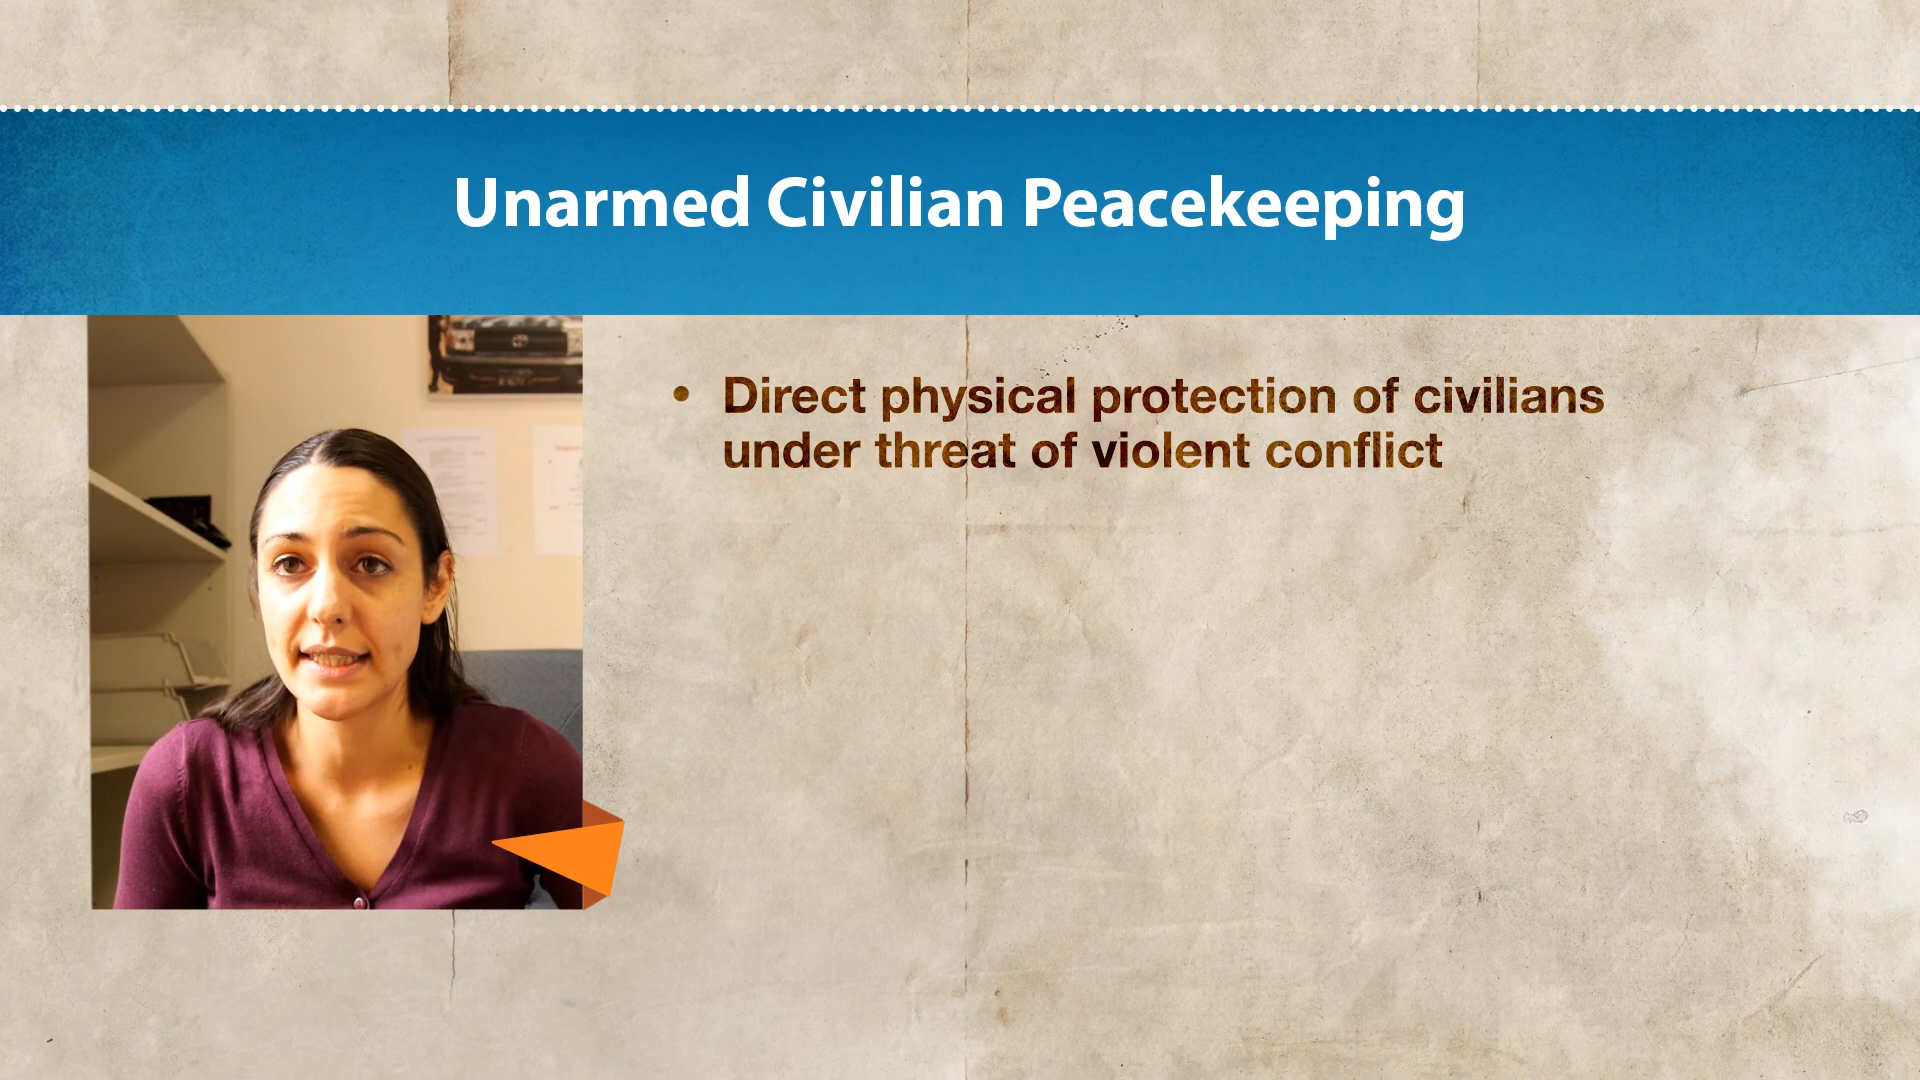 Unarmed Civilian Peacekeeping
• Direct physical protection of civilians
under threat of violent conflict